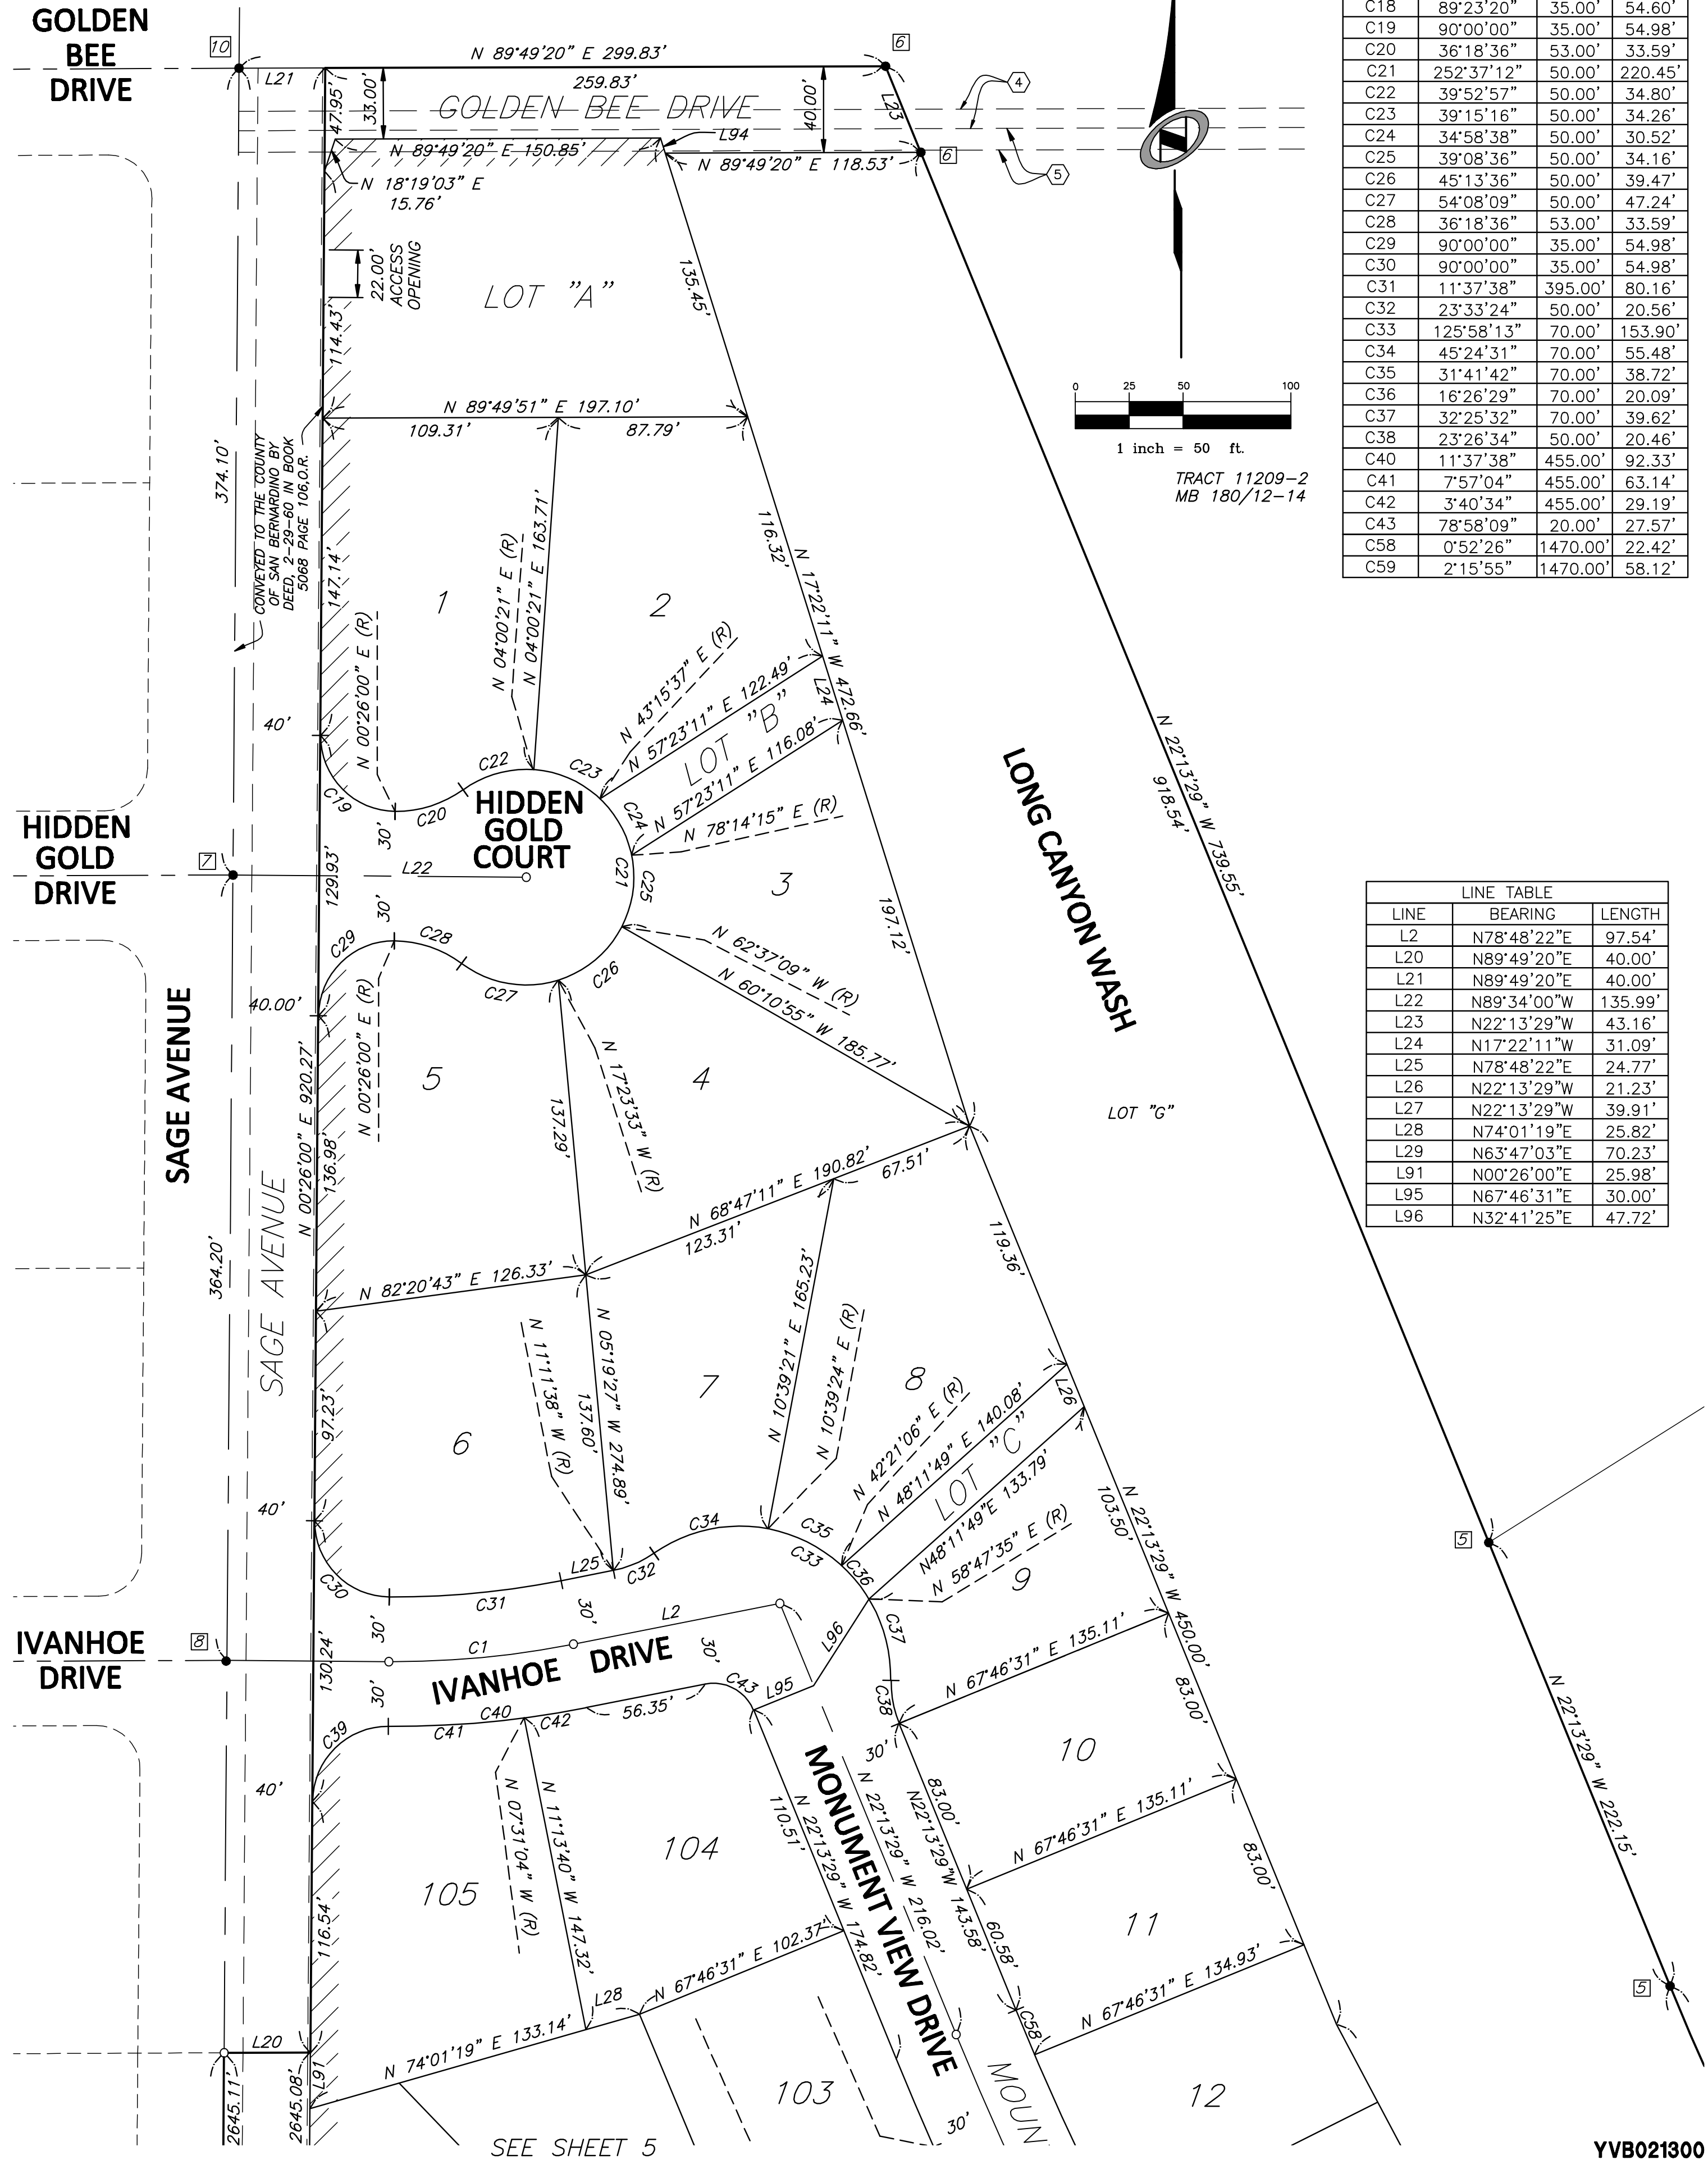 GOLDEN
BEE
DRIVE
10
L21
N 89°49'20" E 299.83'
259.83'
6
47.95'
33.00'
GOLDEN BEE DRIVE
40.00'
L23
4
L94
N 89°49'20" E 150.85'
N 89°49'20" E 118.53'
6
5
N 18°19'03" E
15.76'
22.00'
ACCESS
OPENING
LOT "A"
135.45'
114.43'
N 89°49'51" E 197.10'
109.31'
87.79'
0 25 50 100
1 inch = 50 ft.
TRACT 11209-2
MB 180/12-14
C18 89°23'20" 35.00' 54.60'
C19 90°00'00" 35.00' 54.98'
C20 36°18'36" 53.00' 33.59'
C21 252°37'12" 50.00' 220.45'
C22 39°52'57" 50.00' 34.80'
C23 39°15'16" 50.00' 34.26'
C24 34°58'38" 50.00' 30.52'
C25 39°08'36" 50.00' 34.16'
C26 45°13'36" 50.00' 39.47'
C27 54°08'09" 50.00' 47.24'
C28 36°18'36" 53.00' 33.59'
C29 90°00'00" 35.00' 54.98'
C30 90°00'00" 35.00' 54.98'
C31 11°37'38" 395.00' 80.16'
C32 23°33'24" 50.00' 20.56'
C33 125°58'13" 70.00' 153.90'
C34 45°24'31" 70.00' 55.48'
C35 31°41'42" 70.00' 38.72'
C36 16°26'29" 70.00' 20.09'
C37 32°25'32" 70.00' 39.62'
C38 23°26'34" 50.00' 20.46'
C40 11°37'38" 455.00' 92.33'
C41 7°57'04" 455.00' 63.14'
C42 3°40'34" 455.00' 29.19'
C43 78°58'09" 20.00' 27.57'
C58 0°52'26" 1470.00' 22.42'
C59 2°15'55" 1470.00' 58.12'
374.10'
CONVEYED TO THE COUNTY
OF SAN BERNARDINO BY
DEED, 2-29-60 IN BOOK
5068 PAGE 106,O.R.
147.14'
N 00°26'00" E (R)
1
N 04°00'21" E (R)
N 04°00'21" E 163.71'
2
116.32'
N 17°22'11" W 472.66'
N 43°15'37" E (R)
N 57°23'11" E 122.49'
LOT "B"
L24
N 57°23'11" E 116.08'
N 78°14'15" E (R)
40'
C19
C20
C22
C23
C24
30'
HIDDEN
GOLD
COURT
HIDDEN
GOLD
DRIVE
7
L22
C21
C25
129.93'
30'
3
197.12'
LONG CANYON WASH
N 22°13'29" W 739.55'
918.54'
C29
C28
C27
C26
40.00'
N 00°26'00" E (R)
N 62°37'09" W (R)
N 60°10'55" W 185.77'
SAGE AVENUE
N 00°26'00" E 920.27'
136.98'
5
137.29'
N 17°23'33" W (R)
4
LOT "G"
LINE TABLE
LINE BEARING LENGTH
L2 N78°48'22"E 97.54'
L20 N89°49'20"E 40.00'
L21 N89°49'20"E 40.00'
L22 N89°34'00"W 135.99'
L23 N22°13'29"W 43.16'
L24 N17°22'11"W 31.09'
L25 N78°48'22"E 24.77'
L26 N22°13'29"W 21.23'
L27 N22°13'29"W 39.91'
L28 N74°01'19"E 25.82'
L29 N63°47'03"E 70.23'
L91 N00°26'00"E 25.98'
L95 N67°46'31"E 30.00'
L96 N32°41'25"E 47.72'
364.20'
SAGE AVENUE
N 68°47'11" E 190.82'
123.31'
67.51'
N 82°20'43" E 126.33'
119.36'
97.23'
6
N 11°11'38" W (R)
N 05°19'27" W 274.89'
137.60'
7
N 10°39'21" E 165.23'
N 10°39'24" E (R)
8
N 42°21'06" E (R)
N 48°11'49" E 140.08'
LOT "C"
L26
N48°11'49"E 133.79'
N 58°47'35" E (R)
9
103.50'
N 22°13'29" W 450.00'
5
40'
C30
C31
L25
C32
C34
C33
C35
C36
C37
L96
30'
30'
L2
C1
IVANHOE DRIVE
IVANHOE
DRIVE
8
130.24'
30'
30'
C43
L95
C38
N 67°46'31" E 135.11'
83.00'
C39
C40
C41
C42
56.35'
40'
30'
10
N 22°13'29" W 222.15'
N 07°31'04" W (R)
N 11°13'40" W 147.32'
104
110.51'
N 22°13'29" W 174.82'
MONUMENT VIEW DRIVE
N 22°13'29" W 216.02'
83.00'
N22°13'29"W 143.58'
N 67°46'31" E 135.11'
83.00'
105
116.54'
60.58'
11
N 67°46'31" E 102.37'
L28
N 74°01'19" E 133.14'
C58
N 67°46'31" E 134.93'
5
L20
L91
2645.11'
2645.08'
103
30'
MOUN
12
SEE SHEET 5
YVB021300